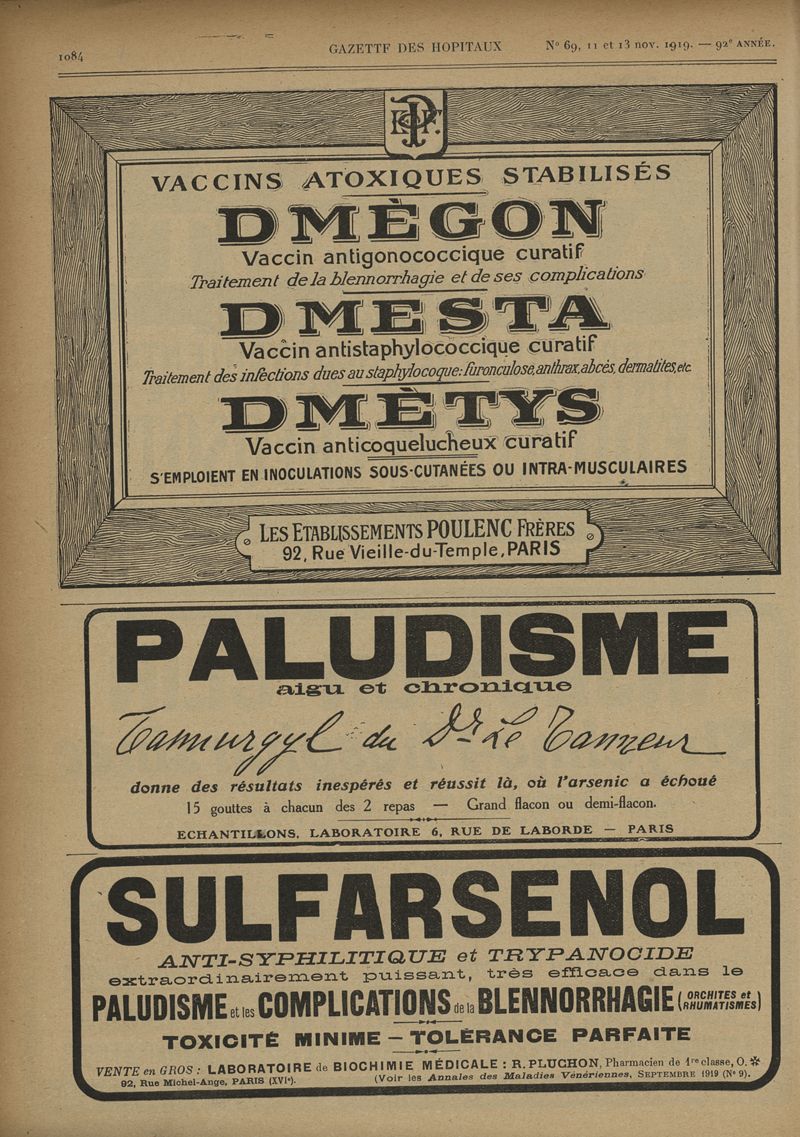 1084
GAZETTE DES HOPITAUX
Nº 69, 11 et 13 nov. 1919. — 92e ANNÉE.
VACCINS ATOXIQUES STABILISÉS
DMÈGON
Vaccin antigonococcique curatif
Traitement de la blennorrhagie et de ses complications
DMESTA
Vaccin antistaphylococcique curatif
Traitement des infections dues au staphylocoque: furonculose, anthrax, abcès, dermatites, etc
DMÈTYS
Vaccin anticoquelucheux curatif
S'EMPLOIENT EN INOCULATIONS SOUS-CUTANÉES OU INTRA-MUSCULAIRES
LES ETABLISSEMENTS POULENC FRÈRES
92, Rue Vieille-du-Temple, PARIS
PALUDISME
aigu et chronique
Tanmurgyl du Dr Le Tanneur
donne des résultats inespérés et réussit là, où l'arsenic a échoué
15 gouttes à chacun des 2 repas — Grand flacon ou demi-flacon.
ECHANTILLONS, LABORATOIRE 6, RUE DE LABORDE — PARIS
SULFARSENOL
ANTI-SYPHILITIQUE et TRYPANOCIDE
extraordinairement puissant, très efficace dans le
PALUDISME et les COMPLICATIONS de la BLENNORRHAGIE (ORCHITES et RHUMATISMES)
TOXICITÉ MINIME — TOLÉRANCE PARFAITE
VENTE en GROS : LABORATOIRE de BIOCHIMIE MÉDICALE : R. PLUCHON, Pharmacien de 1re classe, O. ✻
92, Rue Michel-Ange, PARIS (XVIe). (Voir les Annales des Maladies Vénériennes, SEPTEMBRE 1919 (Nº 9).